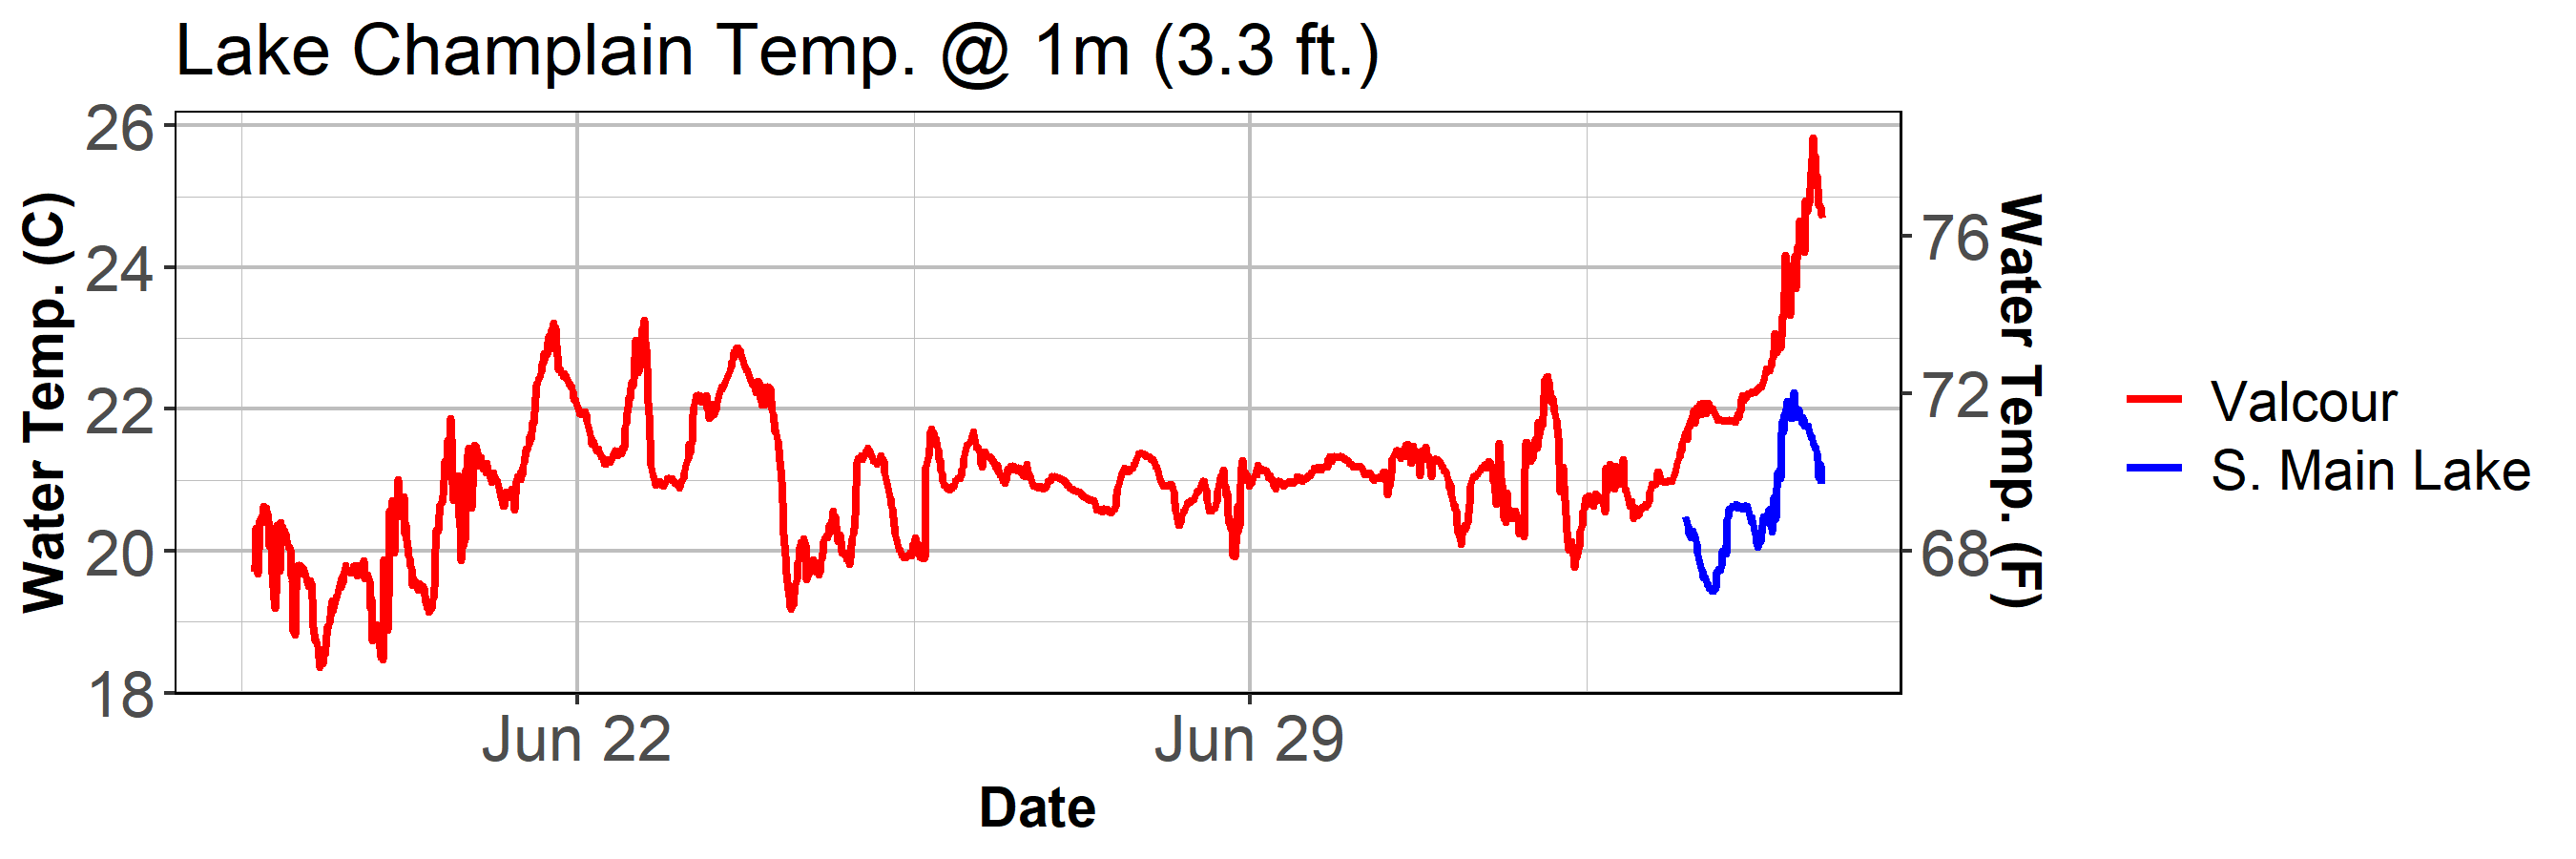 Lake Champlain Temp. @ 1m (3.3 ft.)
Water Temp. (C)
26
24
22
20
18
76
72
68
Water Temp. (F)
Jun 22
Jun 29
Date
Valcour
S. Main Lake